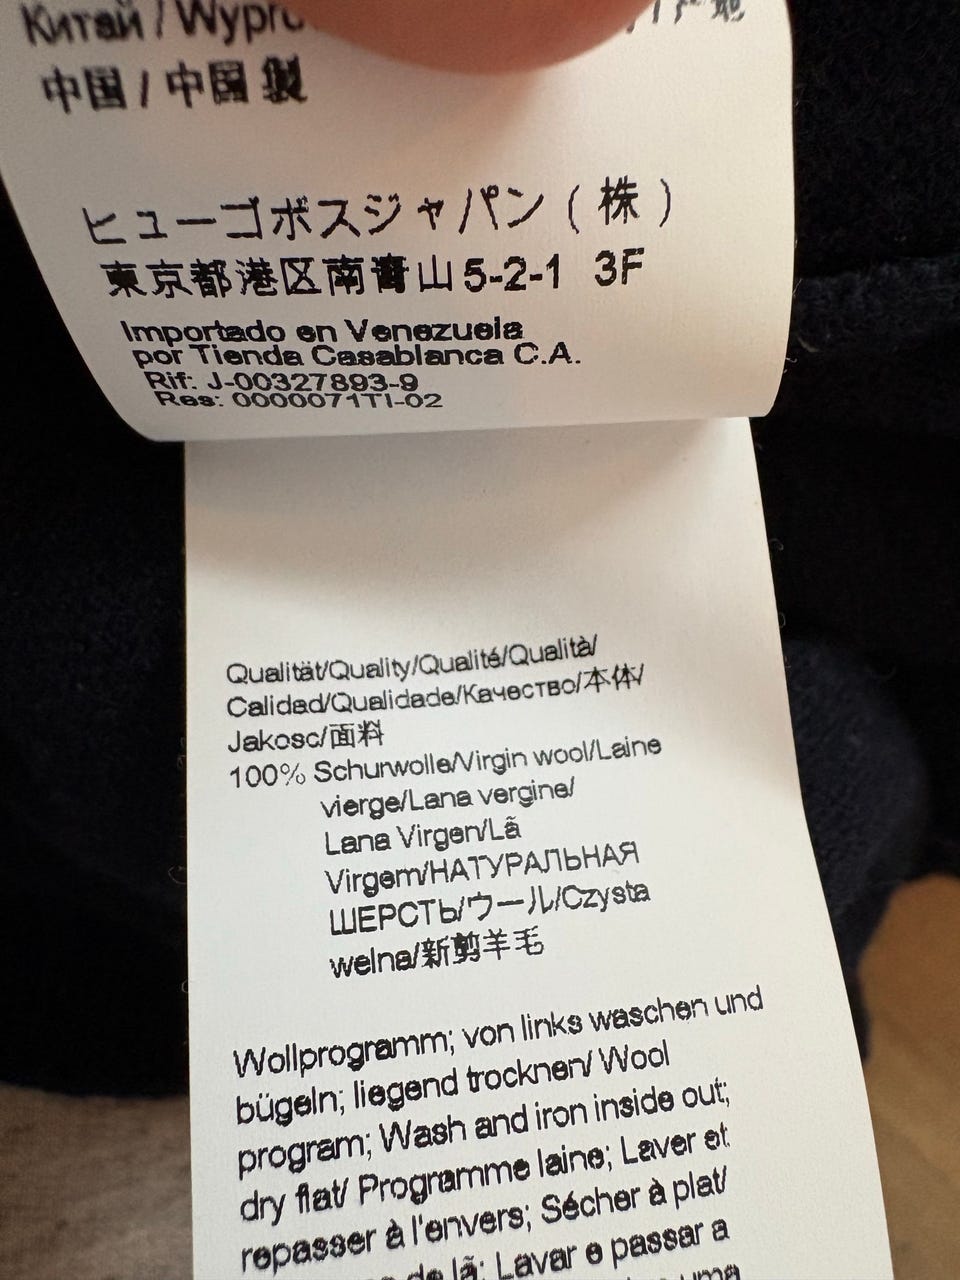 Китай / Wypro
中国 / 中国 製
ヒューゴボスジャパン ( 株 )
東京都港区南青山 5-2-1 3F
Importado en Venezuela
por Tienda Casablanca C.A.
Rif: J-00327893-9
Res: 0000071TI-02
Qualität/Quality/Qualité/Qualità/
Calidad/Qualidade/Качество/本体/
Jakosc/面料
100% Schurwolle/Virgin wool/Laine
vierge/Lana vergine/
Lana Virgen/Lã
Virgem/НАТУРАЛЬНАЯ
ШЕРСТЬ/ウール/Czysta
welna/新剪羊毛
Wollprogramm; von links waschen und
bügeln; liegend trocknen/ Wool
program; Wash and iron inside out;
dry flat/ Programme laine; Laver et
repasser à l'envers; Sécher à plat/
de lã; Lavar e passar a
uma